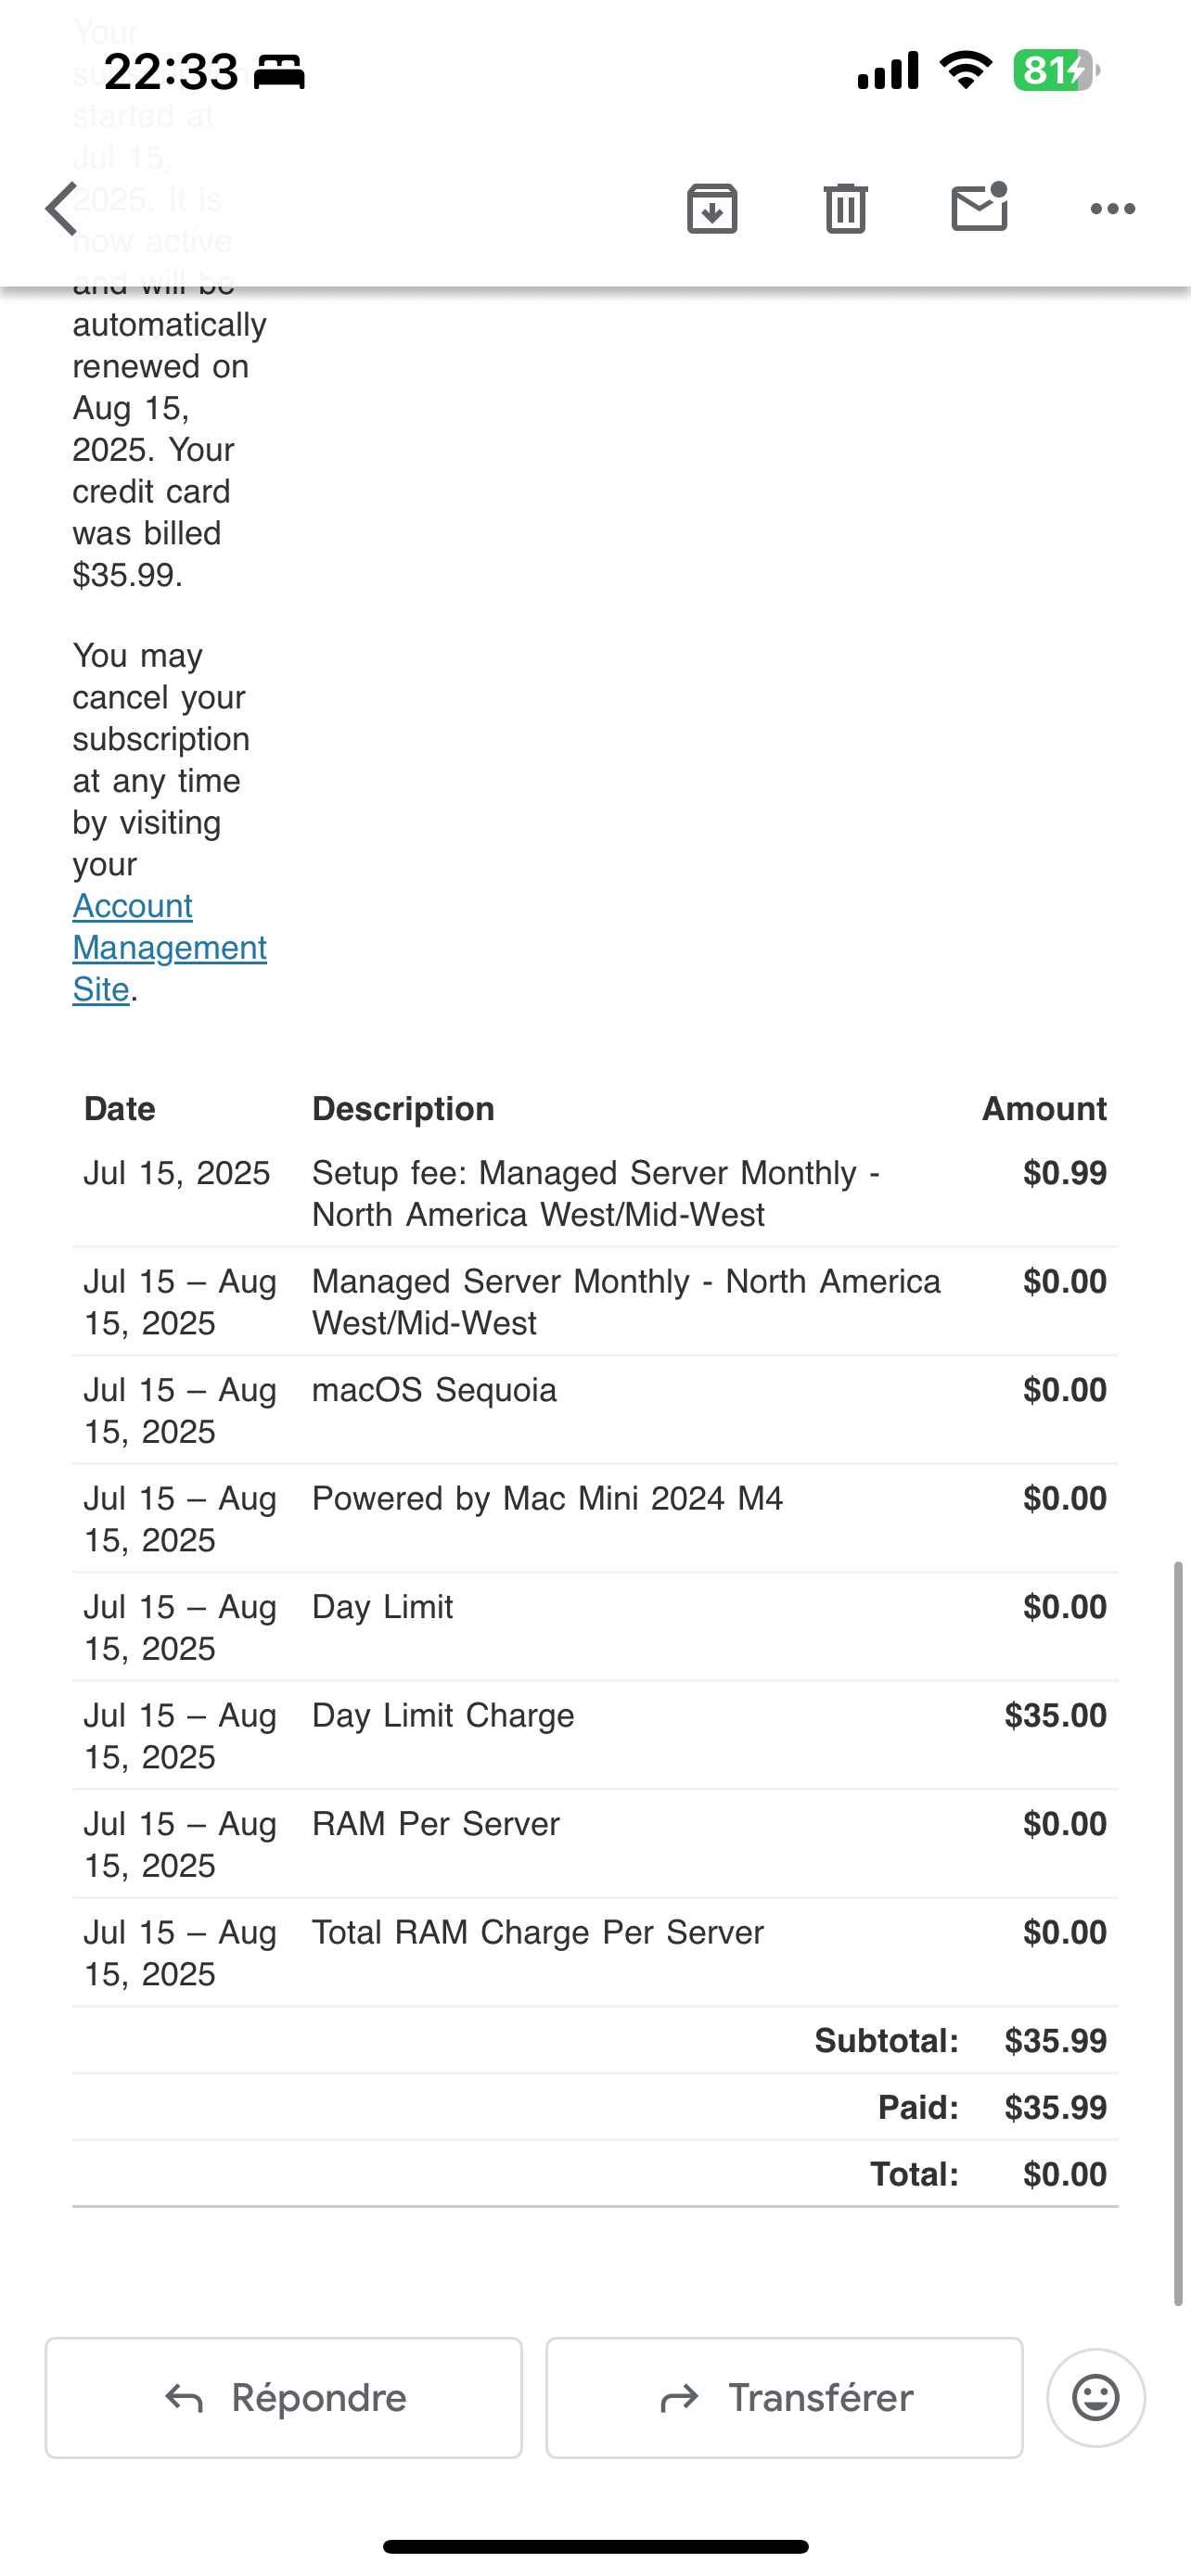 Your
22:33
81
started at
Jul 15,
2025. It is
now active
and will be
automatically
renewed on
Aug 15,
2025. Your
credit card
was billed
$35.99.
You may
cancel your
subscription
at any time
by visiting
your
Account
Management
Site.
Date Description Amount
Jul 15, 2025 Setup fee: Managed Server Monthly - $0.99
North America West/Mid-West
Jul 15 – Aug Managed Server Monthly - North America $0.00
15, 2025 West/Mid-West
Jul 15 – Aug macOS Sequoia $0.00
15, 2025
Jul 15 – Aug Powered by Mac Mini 2024 M4 $0.00
15, 2025
Jul 15 – Aug Day Limit $0.00
15, 2025
Jul 15 – Aug Day Limit Charge $35.00
15, 2025
Jul 15 – Aug RAM Per Server $0.00
15, 2025
Jul 15 – Aug Total RAM Charge Per Server $0.00
15, 2025
Subtotal: $35.99
Paid: $35.99
Total: $0.00
Répondre Transférer